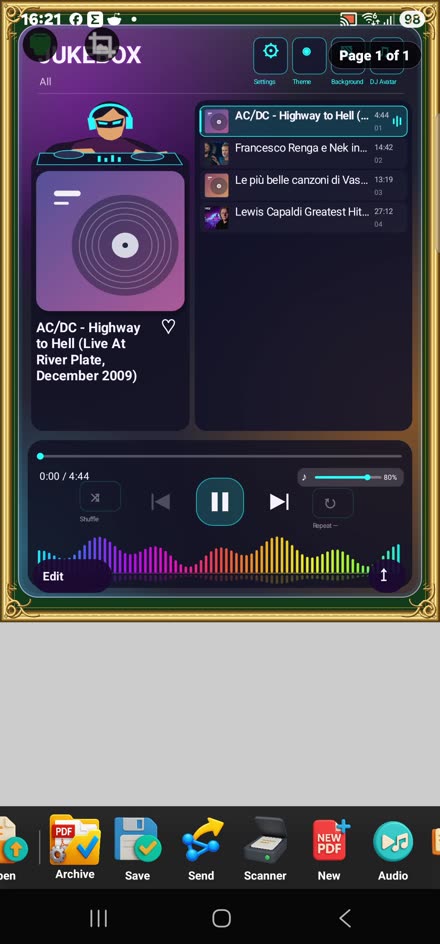 16:21
98
JUKEBOX
Page 1 of 1
Settings
Theme
Background
DJ Avatar
All
AC/DC - Highway to Hell (...
4:44
01
Francesco Renga e Nek in...
14:42
02
Le più belle canzoni di Vas...
13:19
03
Lewis Capaldi Greatest Hit...
27:12
04
AC/DC - Highway
to Hell (Live At
River Plate,
December 2009)
0:00 / 4:44
80%
Shuffle
Repeat —
Edit
PDF
NEW
PDF
pen
Archive
Save
Send
Scanner
New
Audio